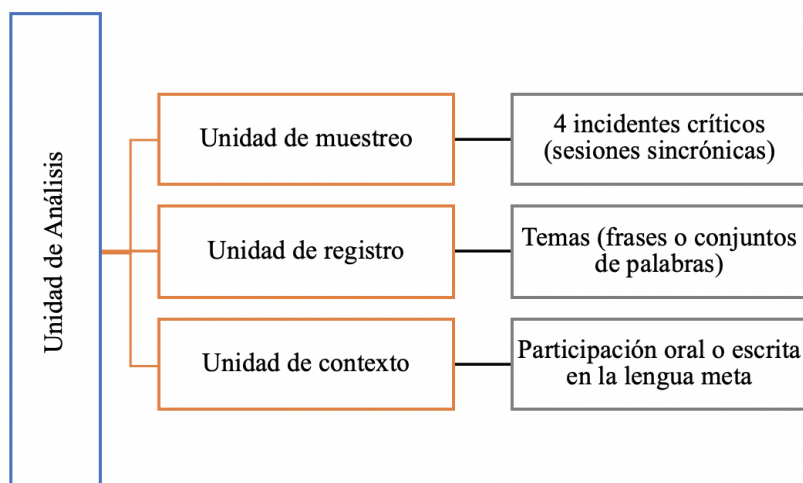 Unidad de Análisis
Unidad de muestreo
4 incidentes críticos
(sesiones sincrónicas)
Unidad de registro
Temas (frases o conjuntos
de palabras)
Unidad de contexto
Participación oral o escrita
en la lengua meta